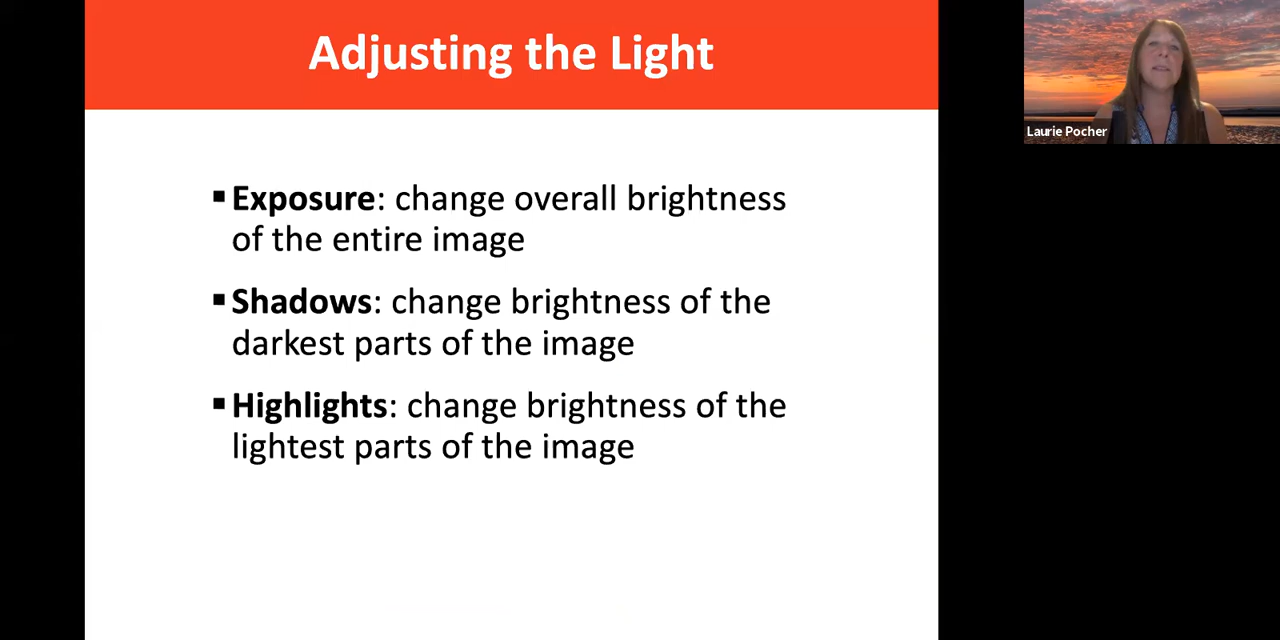 Adjusting the Light
▪Exposure: change overall brightness
of the entire image
▪Shadows: change brightness of the
darkest parts of the image
▪Highlights: change brightness of the
lightest parts of the image
Laurie Pocher